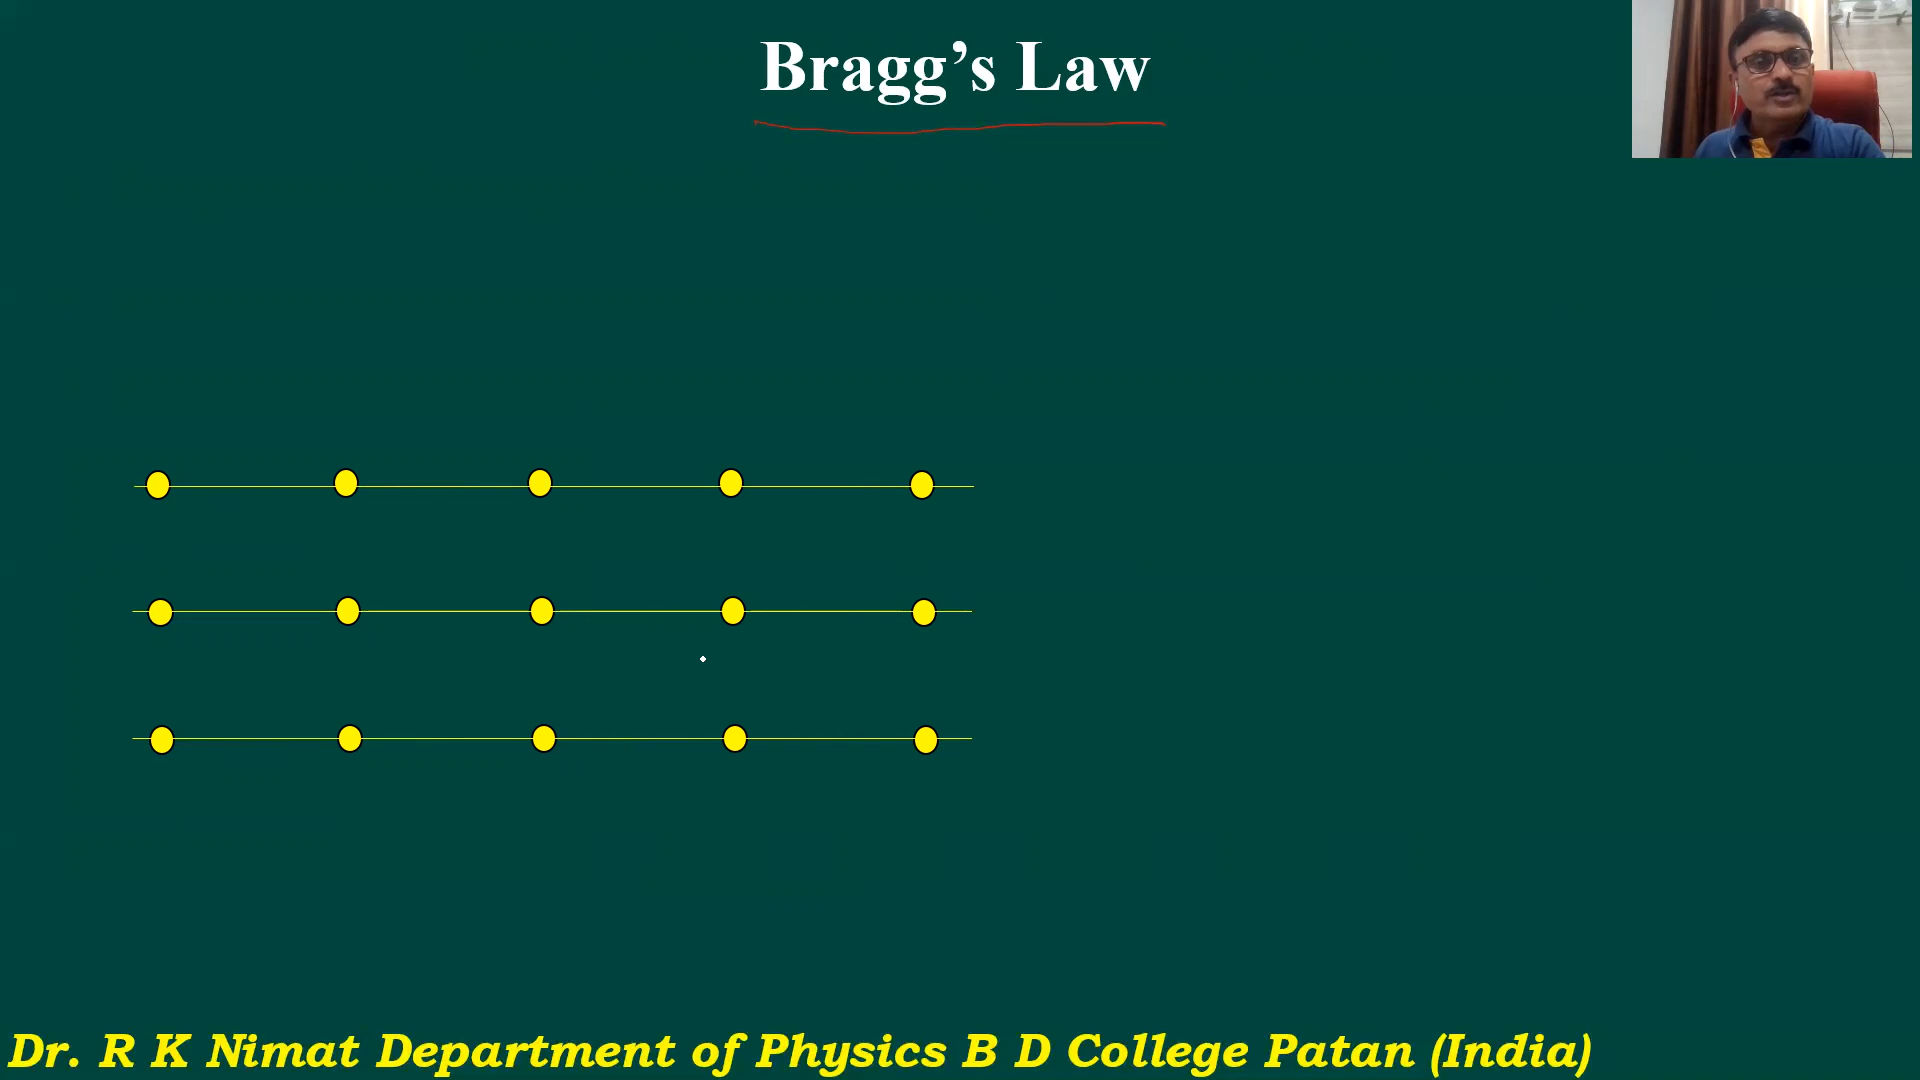 Bragg’s Law
Dr. R K Nimat Department of Physics B D College Patan (India)